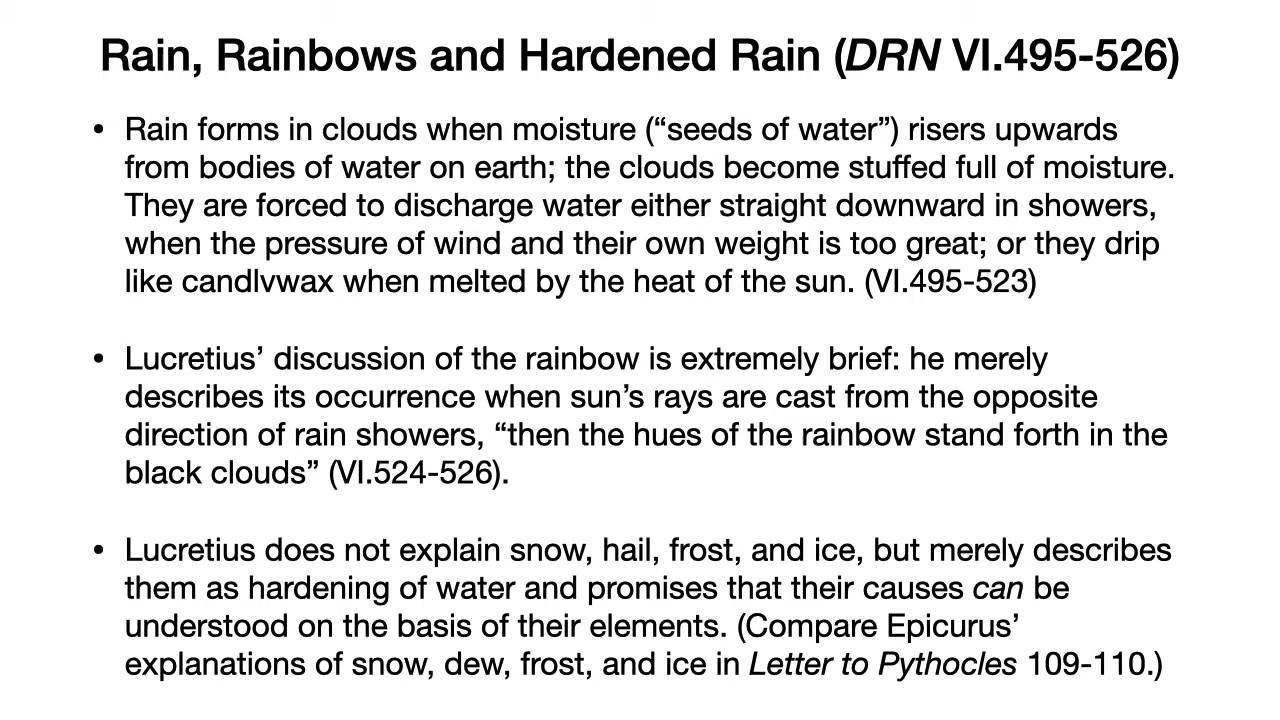 Rain, Rainbows and Hardened Rain (DRN VI.495-526)
• Rain forms in clouds when moisture (“seeds of water”) risers upwards
from bodies of water on earth; the clouds become stuffed full of moisture.
They are forced to discharge water either straight downward in showers,
when the pressure of wind and their own weight is too great; or they drip
like candlvwax when melted by the heat of the sun. (VI.495-523)
• Lucretius’ discussion of the rainbow is extremely brief: he merely
describes its occurrence when sun’s rays are cast from the opposite
direction of rain showers, “then the hues of the rainbow stand forth in the
black clouds” (VI.524-526).
• Lucretius does not explain snow, hail, frost, and ice, but merely describes
them as hardening of water and promises that their causes can be
understood on the basis of their elements. (Compare Epicurus’
explanations of snow, dew, frost, and ice in Letter to Pythocles 109-110.)